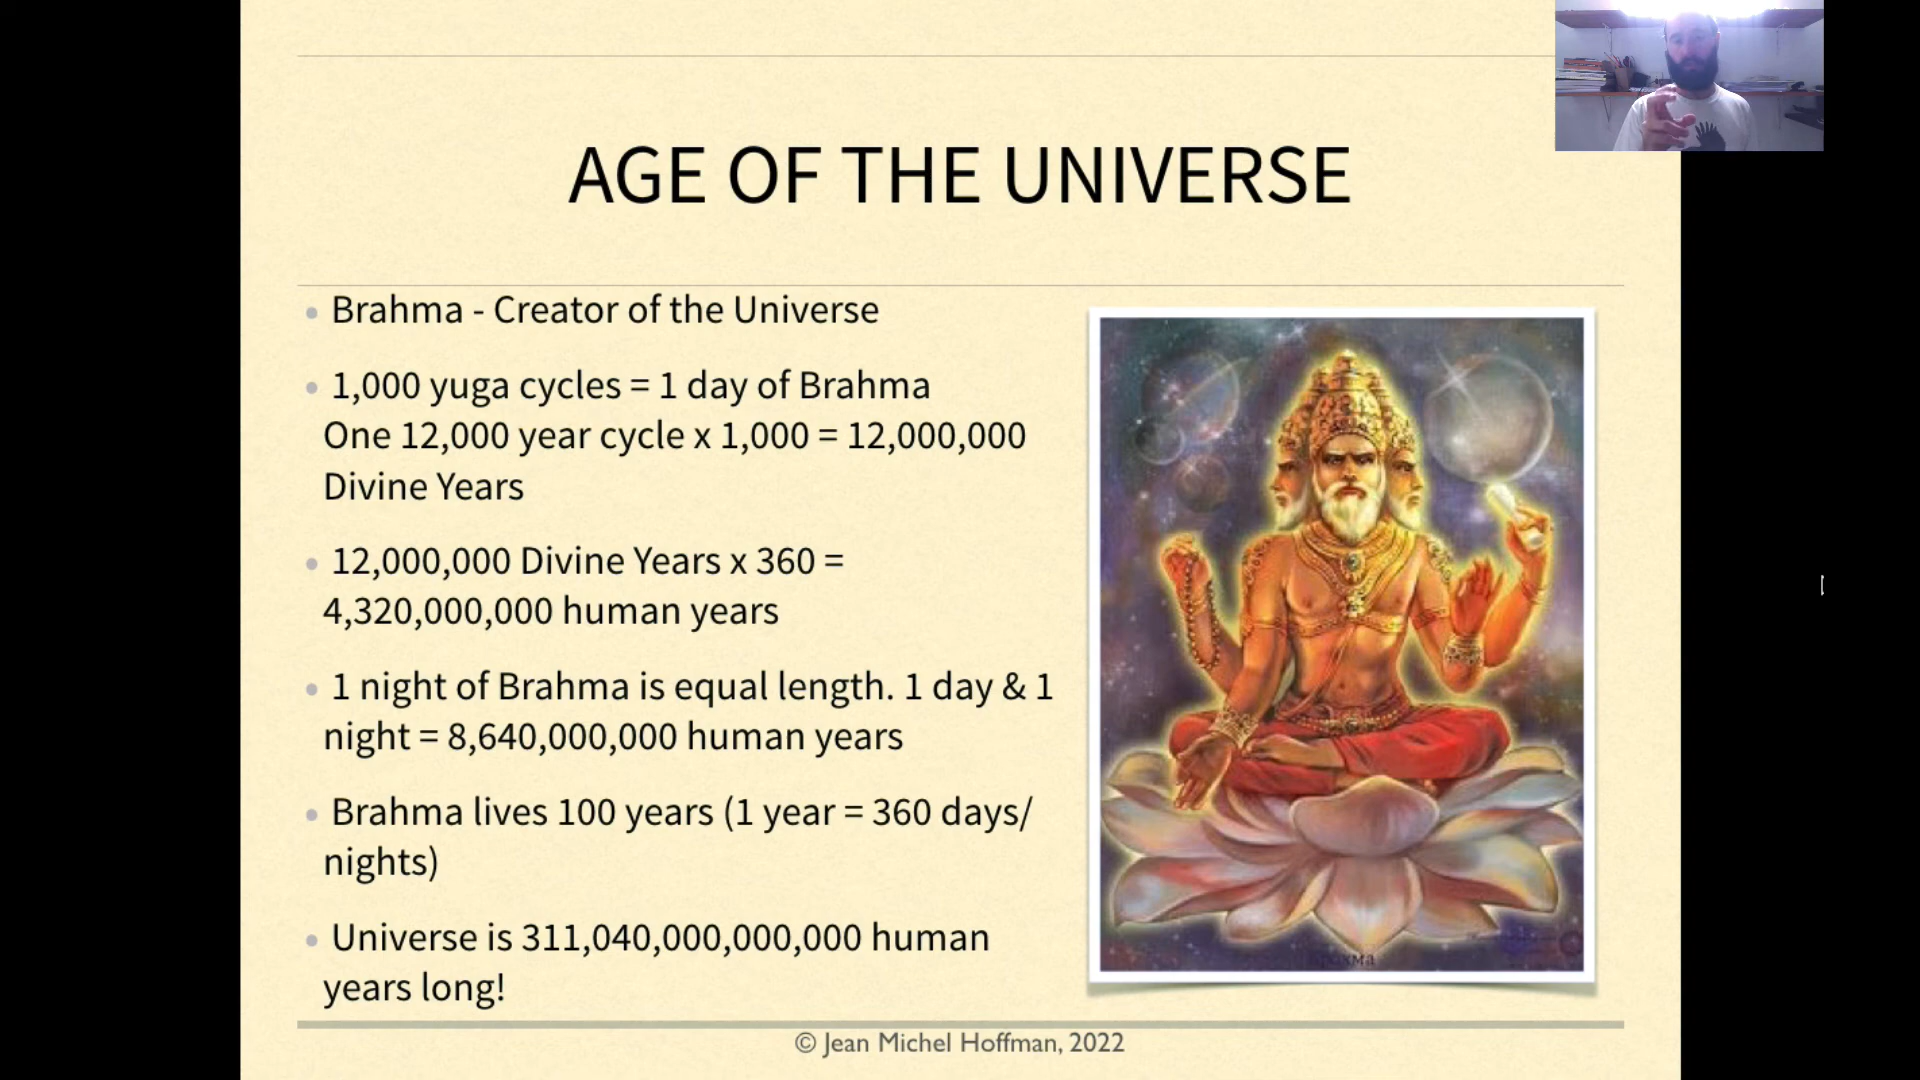 AGE OF THE UNIVERSE
• Brahma - Creator of the Universe
• 1,000 yuga cycles = 1 day of Brahma
One 12,000 year cycle x 1,000 = 12,000,000
Divine Years
• 12,000,000 Divine Years x 360 =
4,320,000,000 human years
• 1 night of Brahma is equal length. 1 day & 1
night = 8,640,000,000 human years
• Brahma lives 100 years (1 year = 360 days/
nights)
• Universe is 311,040,000,000,000 human
years long!
© Jean Michel Hoffman, 2022